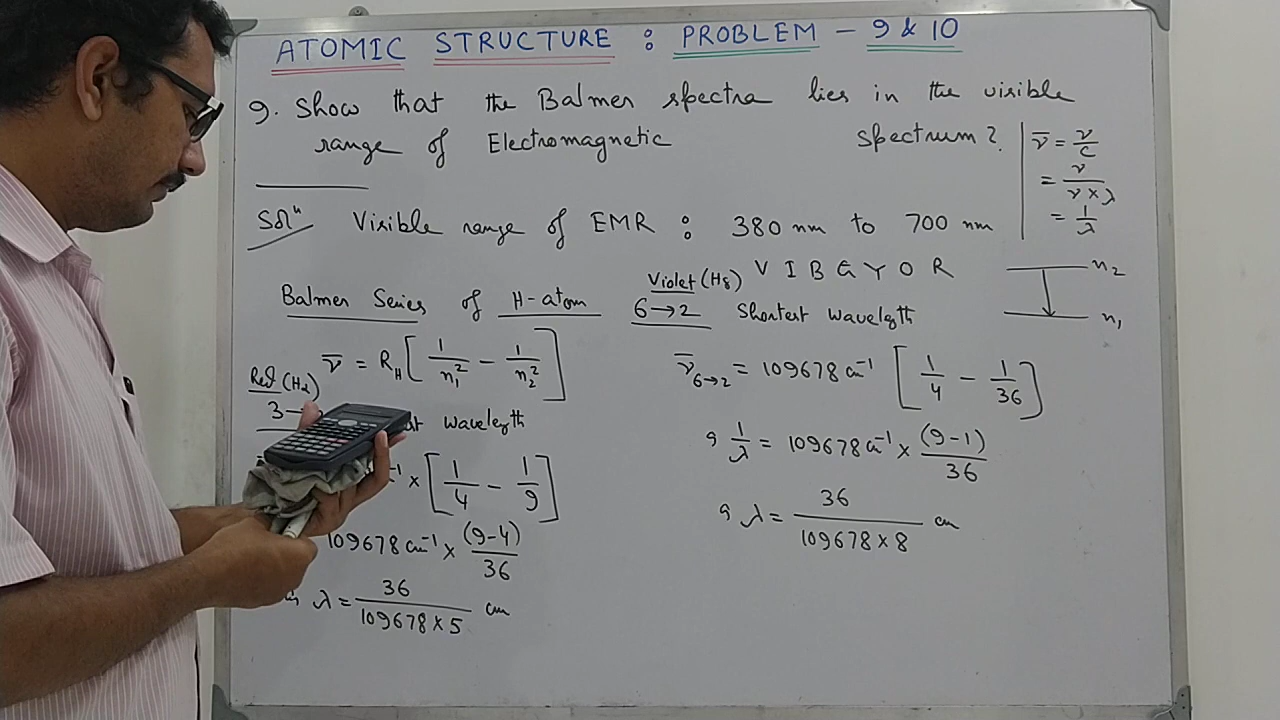 ATOMIC STRUCTURE : PROBLEM - 9 & 10
9. Show that the Balmer spectra lies in the visible
range of Electromagnetic spectrum?
ν̄ = ν/c
= ν/(ν×λ)
= 1/λ
Solⁿ Visible range of EMR : 380 nm to 700 nm
V I B G Y O R
n₂
n₁
Balmer Series of H-atom
ν̄ = R_H [1/n₁² - 1/n₂²]
Red (Hα)
3
wavelength
⁻¹ × [1/4 - 1/9]
109678 cm⁻¹ × (9-4)/36
λ = 36/(109678×5) cm
Violet (Hδ)
6→2 Shortest wavelegth
ν̄₆→₂ = 109678 cm⁻¹ [1/4 - 1/36]
1/λ = 109678 cm⁻¹ × (9-1)/36
λ = 36/(109678×8) cm